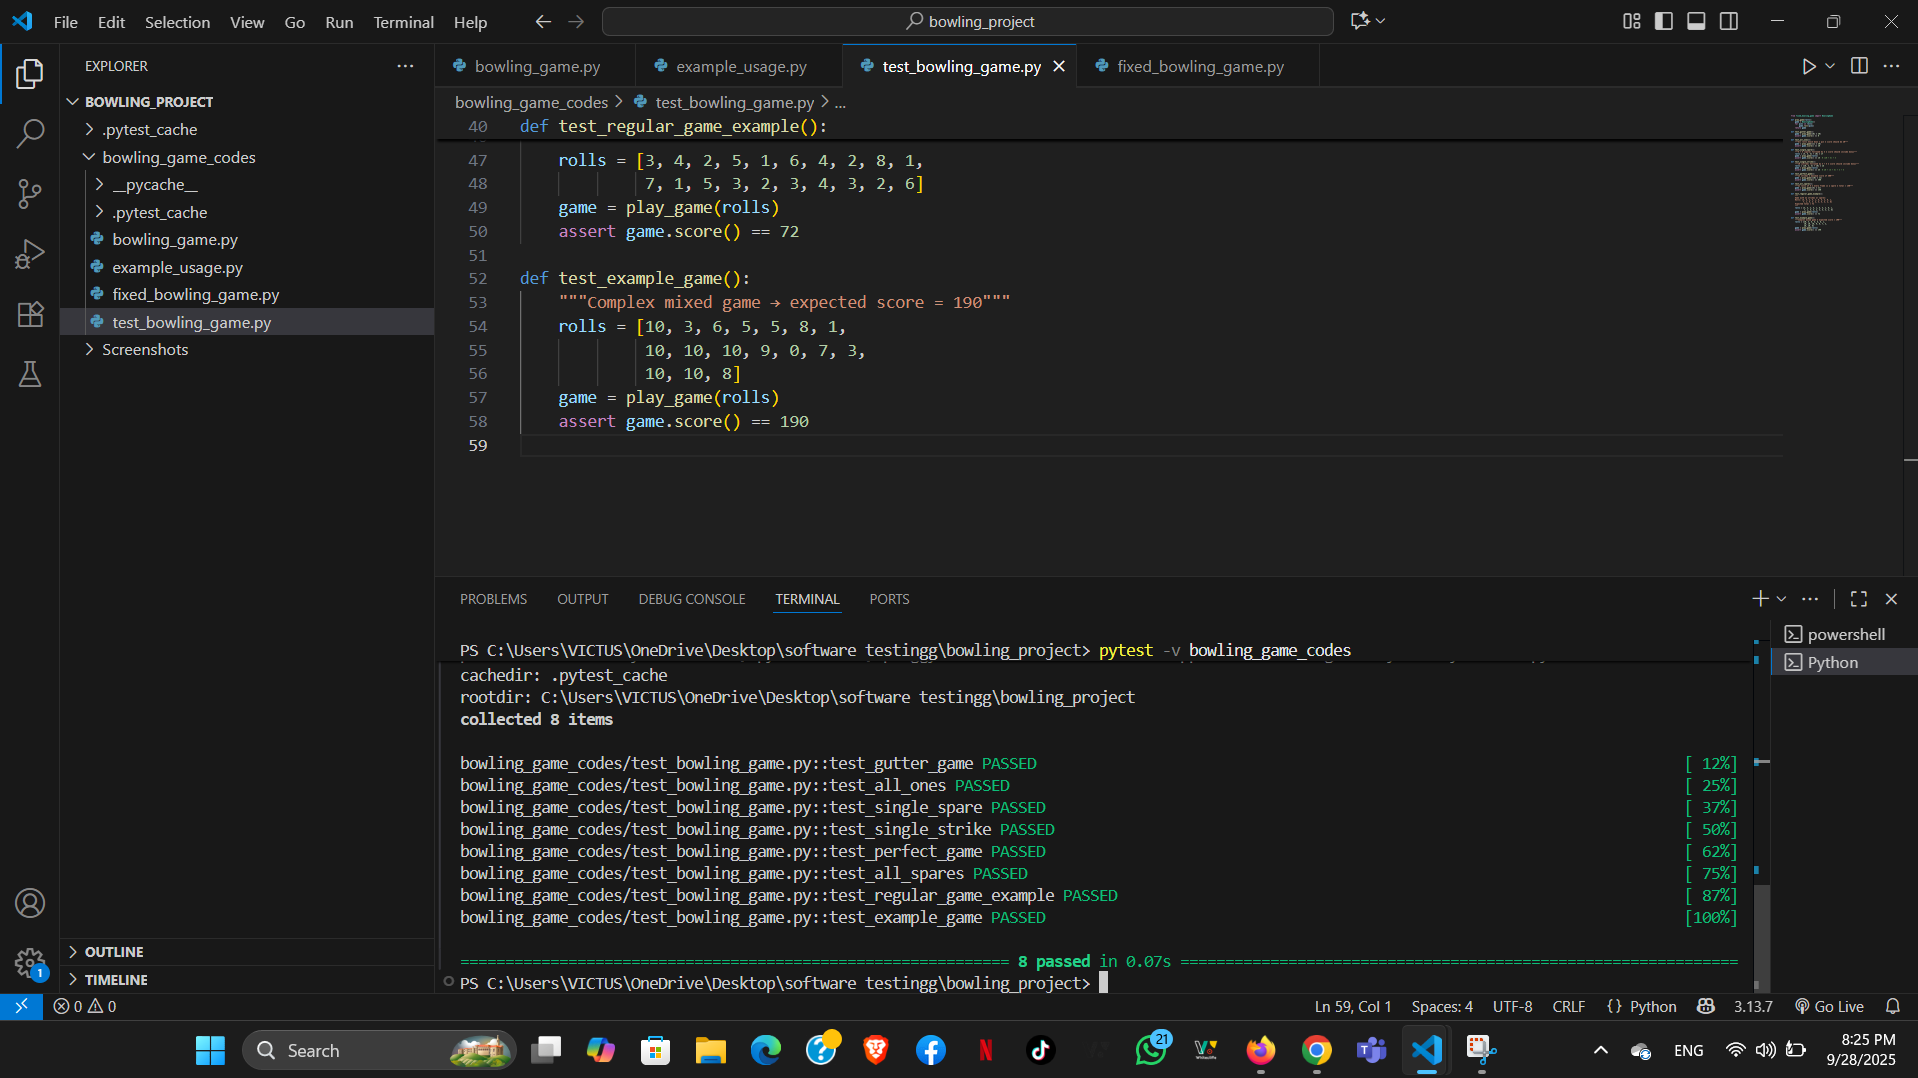 File Edit Selection View Go Run Terminal Help
bowling_project
EXPLORER
BOWLING_PROJECT
.pytest_cache
bowling_game_codes
__pycache__
.pytest_cache
bowling_game.py
example_usage.py
fixed_bowling_game.py
test_bowling_game.py
Screenshots
OUTLINE
TIMELINE
1
bowling_game.py
example_usage.py
test_bowling_game.py
fixed_bowling_game.py
bowling_game_codes > test_bowling_game.py > ...
40 def test_regular_game_example():
47 rolls = [3, 4, 2, 5, 1, 6, 4, 2, 8, 1,
48 7, 1, 5, 3, 2, 3, 4, 3, 2, 6]
49 game = play_game(rolls)
50 assert game.score() == 72
51
52 def test_example_game():
53 """Complex mixed game → expected score = 190"""
54 rolls = [10, 3, 6, 5, 5, 8, 1,
55 10, 10, 10, 9, 0, 7, 3,
56 10, 10, 8]
57 game = play_game(rolls)
58 assert game.score() == 190
59
PROBLEMS OUTPUT DEBUG CONSOLE TERMINAL PORTS
powershell
Python
PS C:\Users\VICTUS\OneDrive\Desktop\software testingg\bowling_project> pytest -v bowling_game_codes
cachedir: .pytest_cache
rootdir: C:\Users\VICTUS\OneDrive\Desktop\software testingg\bowling_project
collected 8 items
bowling_game_codes/test_bowling_game.py::test_gutter_game PASSED [ 12%]
bowling_game_codes/test_bowling_game.py::test_all_ones PASSED [ 25%]
bowling_game_codes/test_bowling_game.py::test_single_spare PASSED [ 37%]
bowling_game_codes/test_bowling_game.py::test_single_strike PASSED [ 50%]
bowling_game_codes/test_bowling_game.py::test_perfect_game PASSED [ 62%]
bowling_game_codes/test_bowling_game.py::test_all_spares PASSED [ 75%]
bowling_game_codes/test_bowling_game.py::test_regular_game_example PASSED [ 87%]
bowling_game_codes/test_bowling_game.py::test_example_game PASSED [100%]
8 passed in 0.07s
PS C:\Users\VICTUS\OneDrive\Desktop\software testingg\bowling_project>
0 0
Ln 59, Col 1 Spaces: 4 UTF-8 CRLF {} Python 3.13.7 Go Live
Search
21
ENG
8:25 PM
9/28/2025